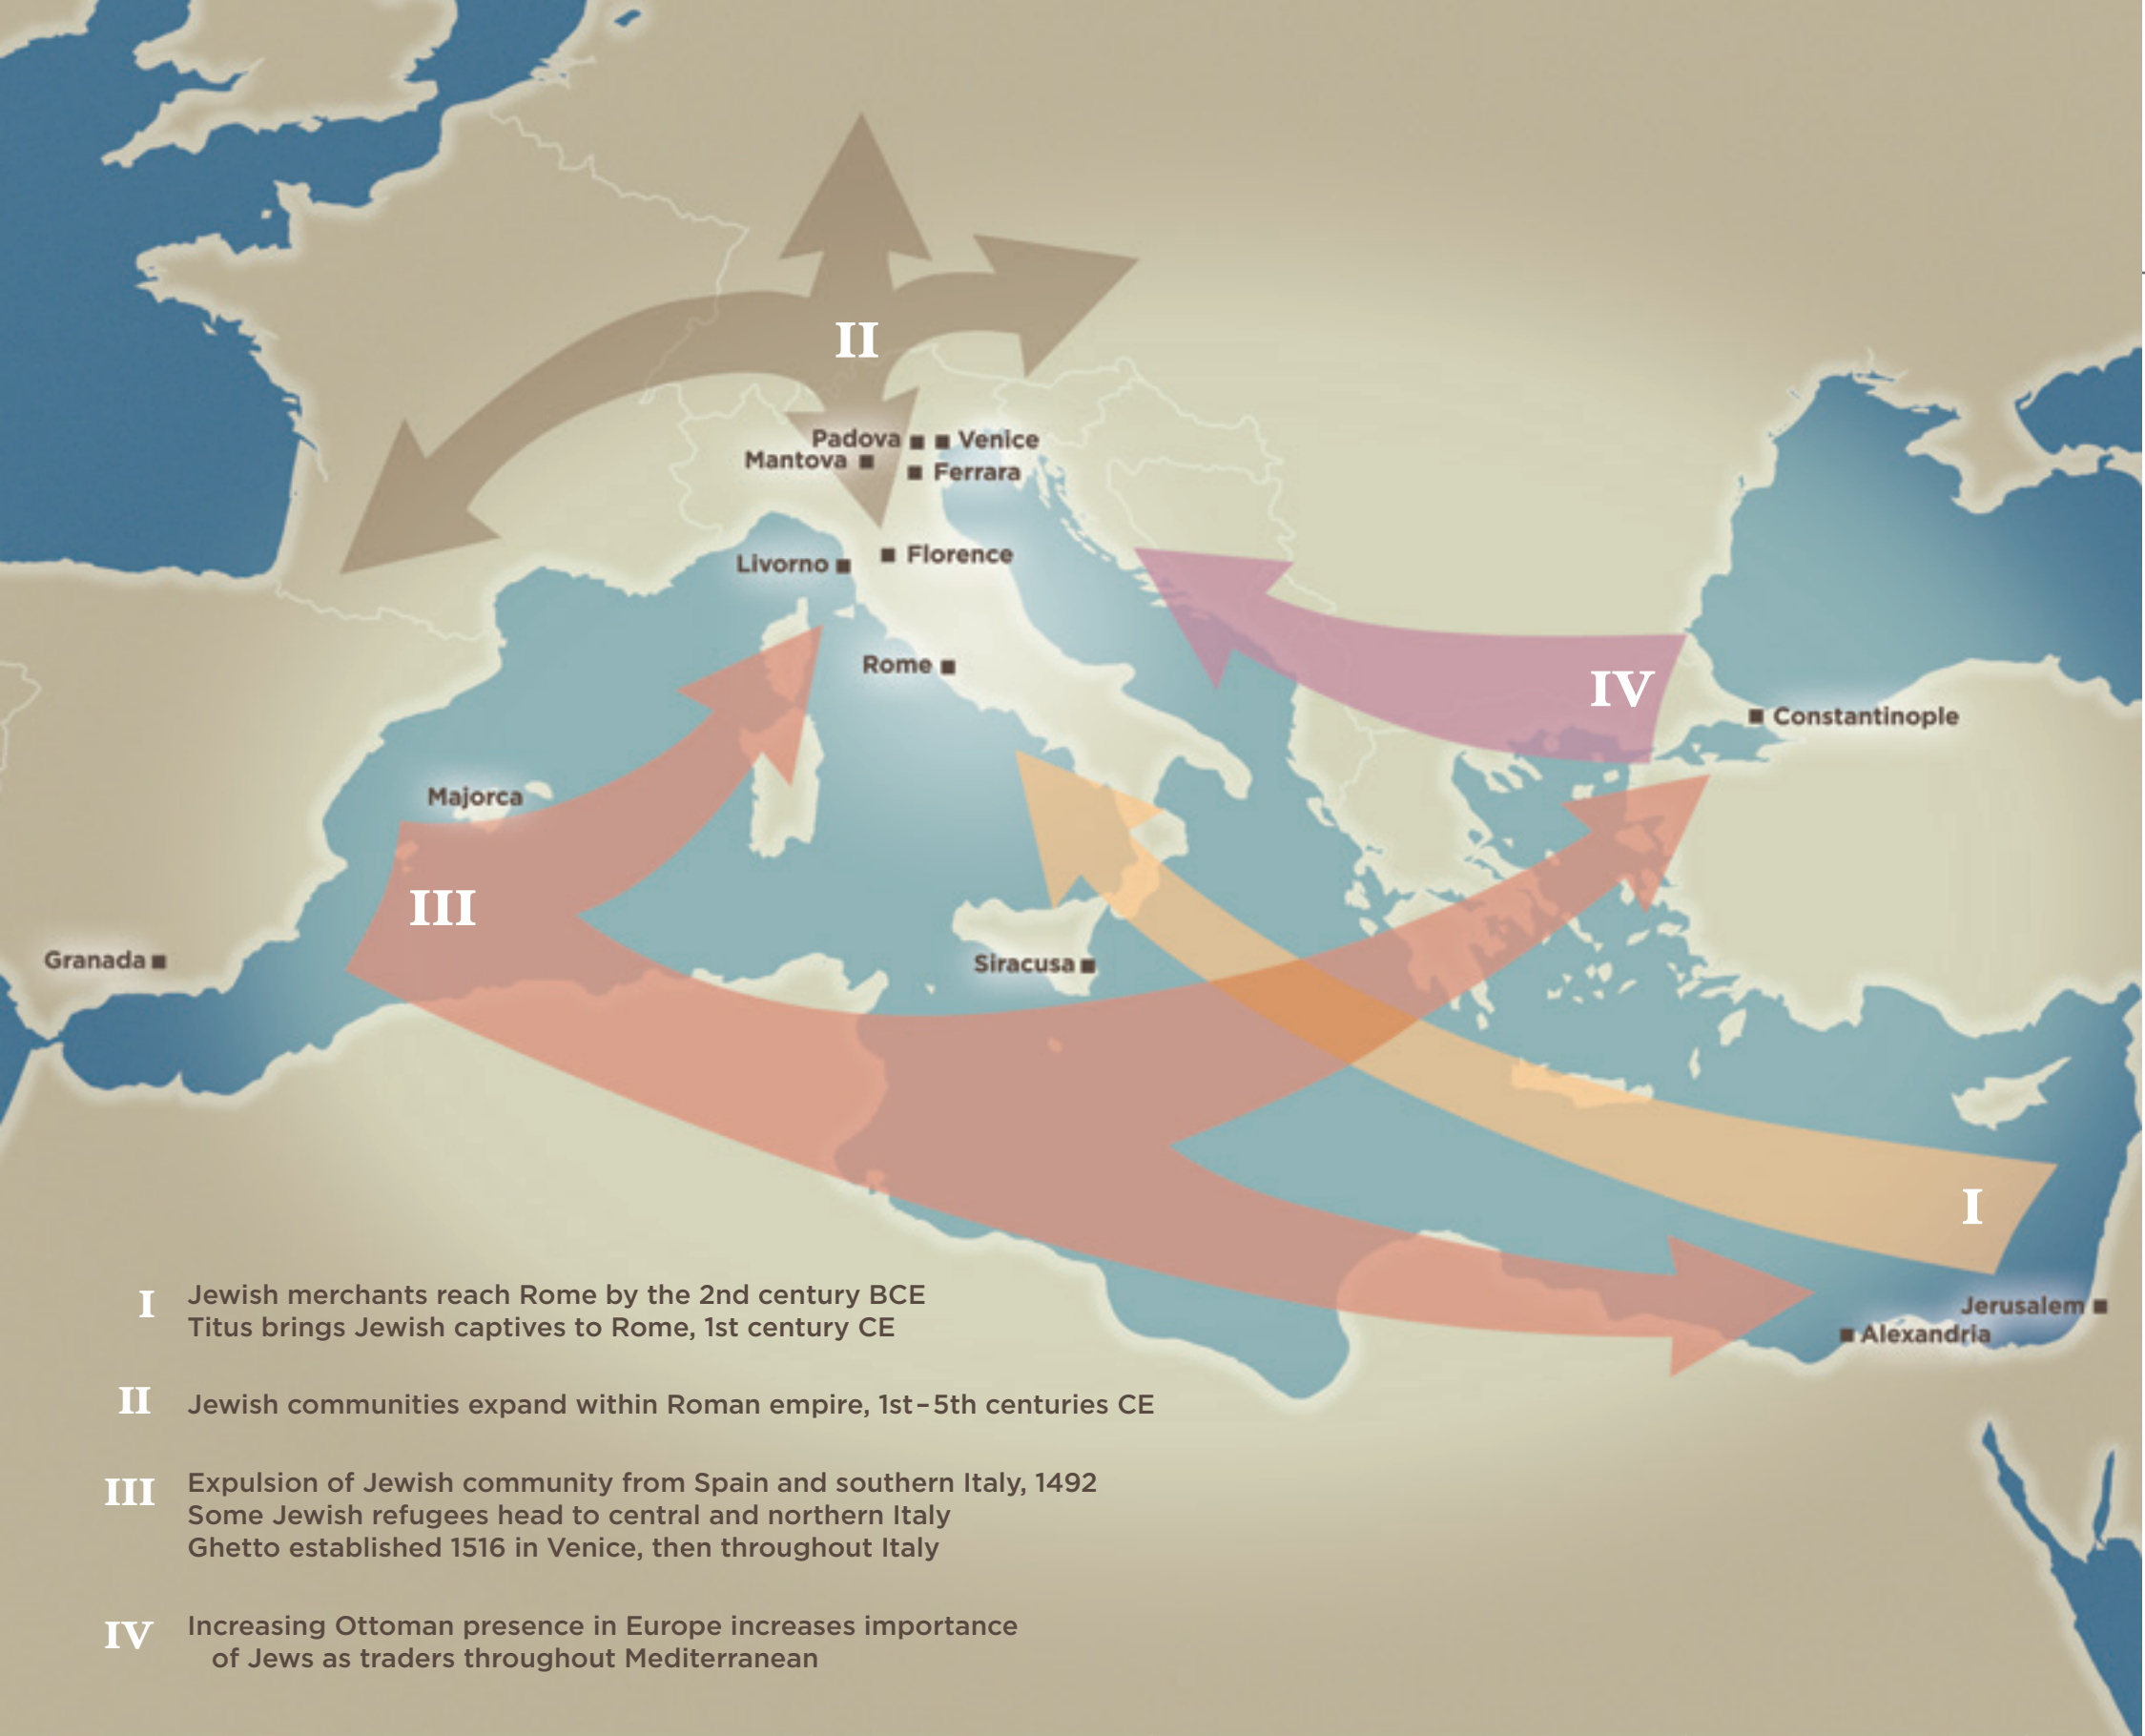 II
Padova
Venice
Mantova
Ferrara
Florence
Livorno
Rome
IV
Constantinople
Majorca
III
Granada
Siracusa
I
Jerusalem
Alexandria
I Jewish merchants reach Rome by the 2nd century BCE
Titus brings Jewish captives to Rome, 1st century CE
II Jewish communities expand within Roman empire, 1st–5th centuries CE
III Expulsion of Jewish community from Spain and southern Italy, 1492
Some Jewish refugees head to central and northern Italy
Ghetto established 1516 in Venice, then throughout Italy
IV Increasing Ottoman presence in Europe increases importance
of Jews as traders throughout Mediterranean